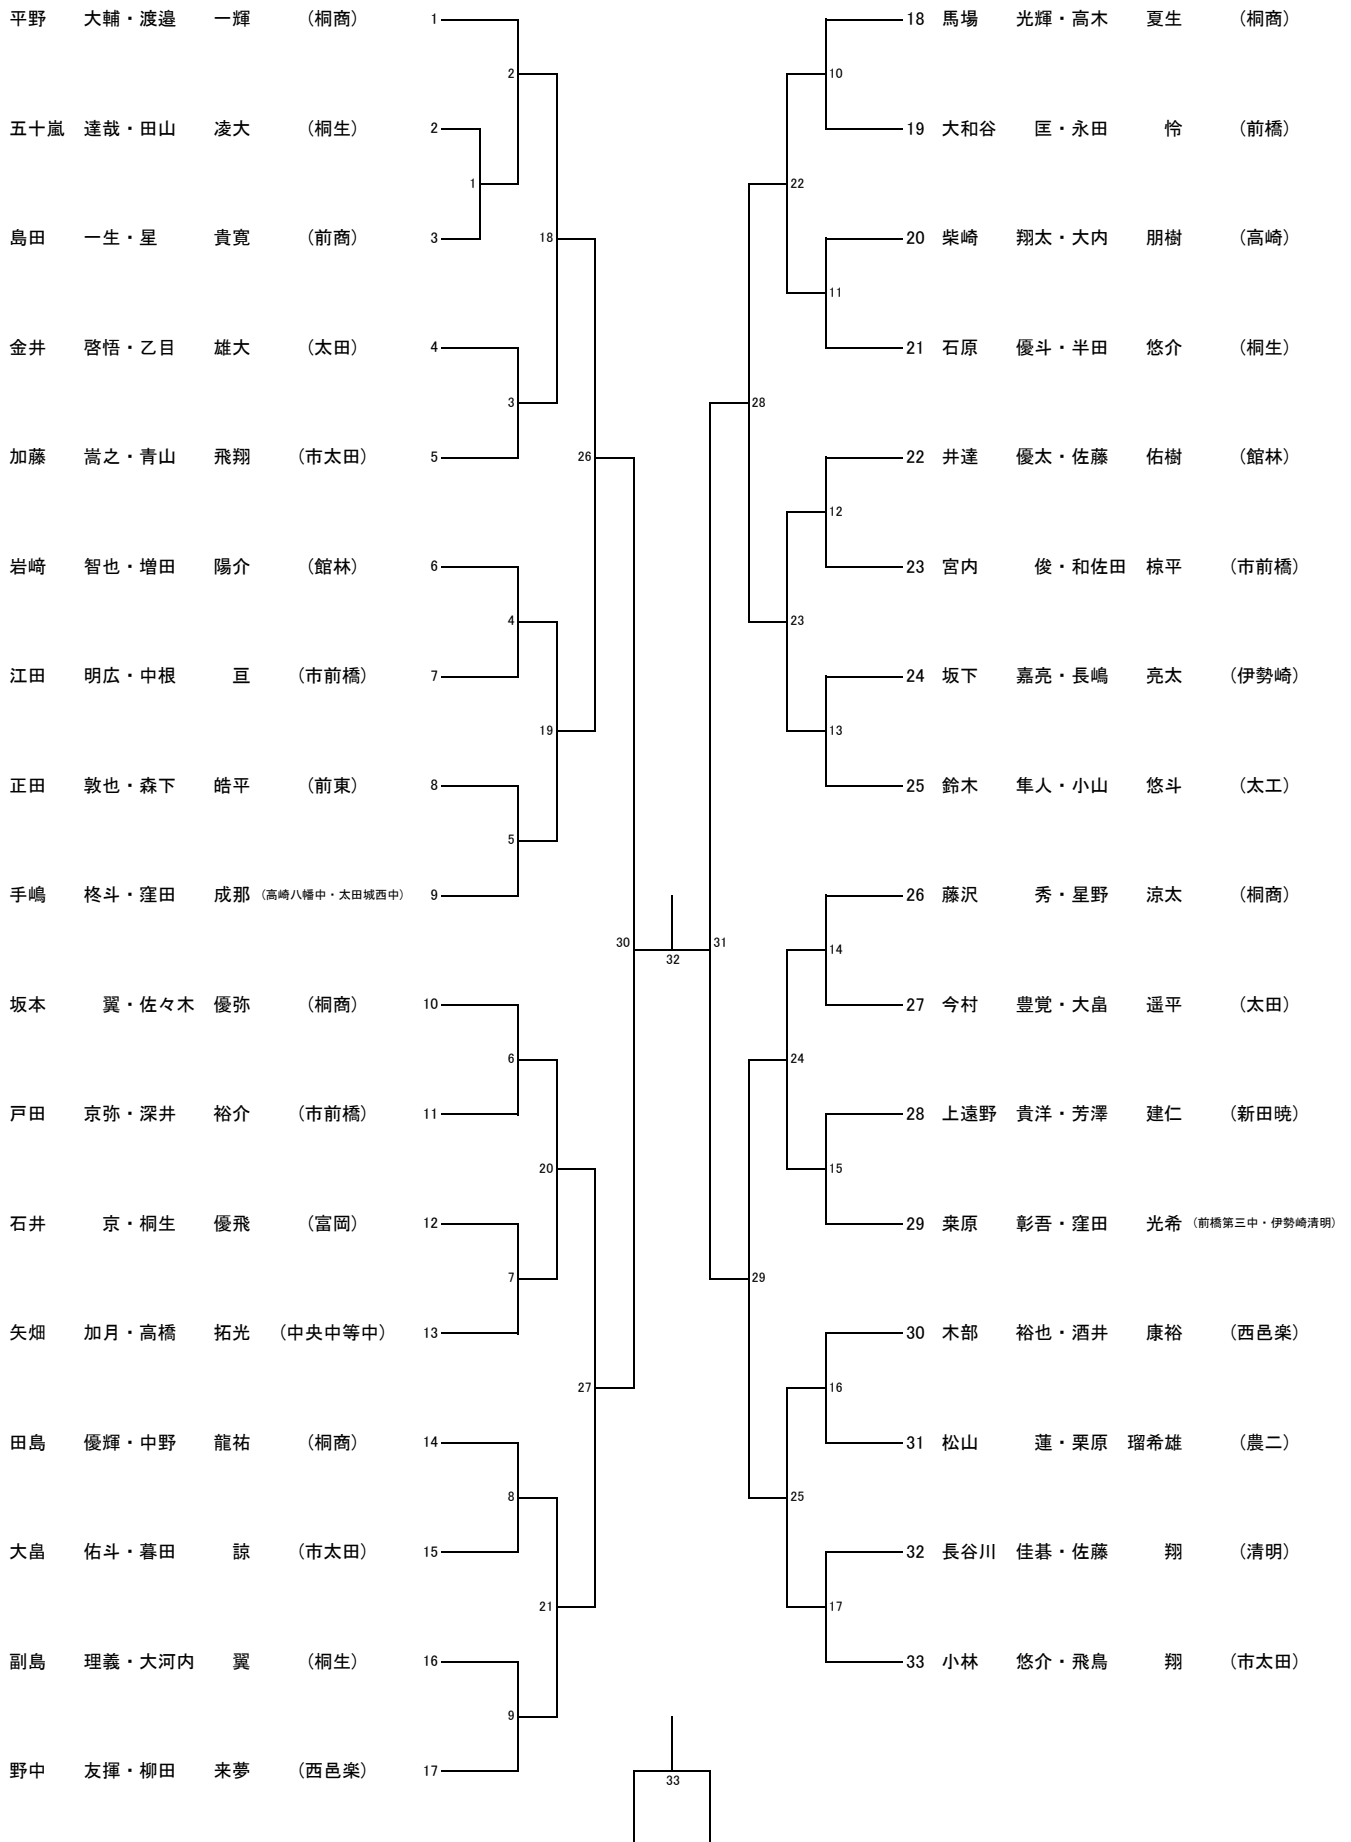 平野 大輔・渡邉 一輝 (桐商) 1
2
五十嵐 達哉・田山 凌大 (桐生) 2
1
島田 一生・星 貴寛 (前商) 3
18
金井 啓悟・乙目 雄大 (太田) 4
3
加藤 嵩之・青山 飛翔 (市太田) 5
26
岩﨑 智也・増田 陽介 (館林) 6
4
江田 明広・中根 亘 (市前橋) 7
19
正田 敦也・森下 皓平 (前東) 8
5
手嶋 柊斗・窪田 成那 (高崎八幡中・太田城西中) 9
30
坂本 翼・佐々木 優弥 (桐商) 10
6
戸田 京弥・深井 裕介 (市前橋) 11
20
石井 京・桐生 優飛 (富岡) 12
7
矢畑 加月・高橋 拓光 (中央中等中) 13
27
田島 優輝・中野 龍祐 (桐商) 14
8
大畠 佑斗・暮田 諒 (市太田) 15
21
副島 理義・大河内 翼 (桐生) 16
9
野中 友揮・柳田 来夢 (西邑楽) 17
32
33
18 馬場 光輝・高木 夏生 (桐商)
10
19 大和谷 匡・永田 怜 (前橋)
22
20 柴崎 翔太・大内 朋樹 (高崎)
11
21 石原 優斗・半田 悠介 (桐生)
28
22 井達 優太・佐藤 佑樹 (館林)
12
23 宮内 俊・和佐田 椋平 (市前橋)
23
24 坂下 嘉亮・長嶋 亮太 (伊勢崎)
13
25 鈴木 隼人・小山 悠斗 (太工)
26 藤沢 秀・星野 涼太 (桐商)
31
14
27 今村 豊覚・大畠 遥平 (太田)
24
28 上遠野 貴洋・芳澤 建仁 (新田暁)
15
29 桒原 彰吾・窪田 光希 (前橋第三中・伊勢崎清明)
29
30 木部 裕也・酒井 康裕 (西邑楽)
16
31 松山 蓮・栗原 瑠希雄 (農二)
25
32 長谷川 佳碁・佐藤 翔 (清明)
17
33 小林 悠介・飛鳥 翔 (市太田)